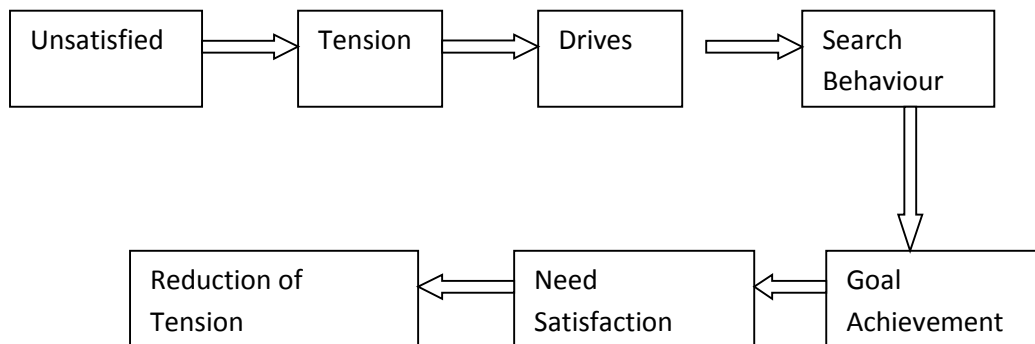 Unsatisfied
Tension
Drives
Search
Behaviour
Goal
Achievement
Need
Satisfaction
Reduction of
Tension